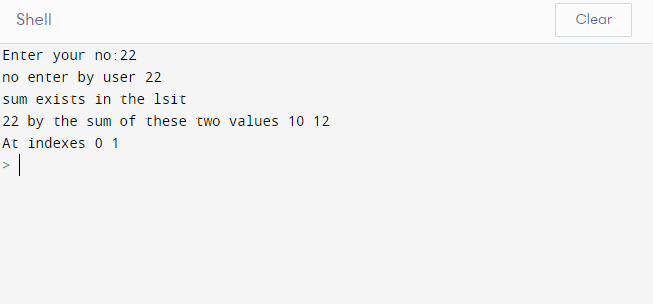 Shell
Clear
Enter your no:22
no enter by user 22
sum exists in the lsit
22 by the sum of these two values 10 12
At indexes 0 1
>